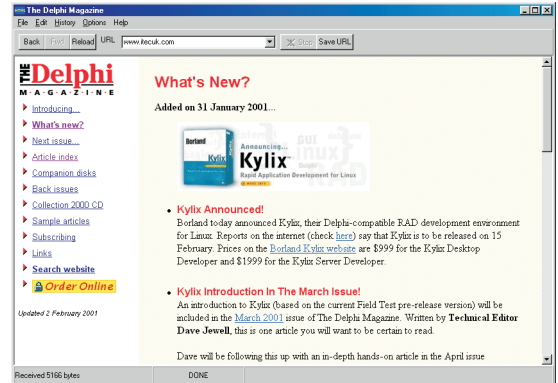 The Delphi Magazine
File Edit History Options Help
Back Fwd Reload URL www.itecuk.com Stop Save URL
THE Delphi
M·A·G·A·Z·I·N·E
Introducing...
What's new?
Next issue...
Article index
Companion disks
Back issues
Collection 2000 CD
Sample articles
Subscribing
Links
Search website
Order Online
Updated 2 February 2001
What's New?
Added on 31 January 2001...
Borland
Kylix
Announcing...
Kylix
Rapid Application Development for Linux
GUI
RAD
Kylix Announced!
Borland today announced Kylix, their Delphi-compatible RAD development environment
for Linux. Reports on the internet (check here) say that Kylix is to be released on 15
February. Prices on the Borland Kylix website are $999 for the Kylix Desktop
Developer and $1999 for the Kylix Server Developer.
Kylix Introduction In The March Issue!
An introduction to Kylix (based on the current Field Test pre-release version) will be
included in the March 2001 issue of The Delphi Magazine. Written by Technical Editor
Dave Jewell, this is one article you will want to be certain to read.
Dave will be following this up with an in-depth hands-on article in the April issue
Received 5166 bytes DONE